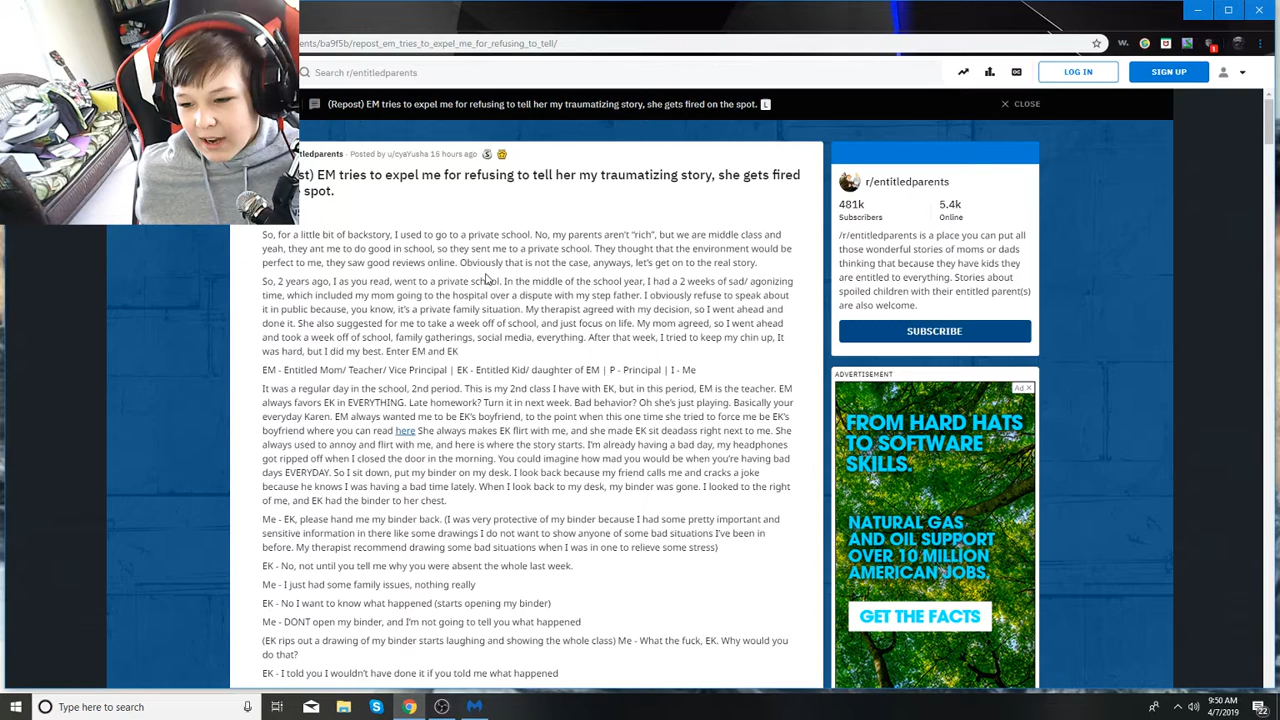 ents/ba9f5b/repost_em_tries_to_expel_me_for_refusing_to_tell/
Search r/entitledparents
LOG IN
SIGN UP
(Repost) EM tries to expel me for refusing to tell her my traumatizing story, she gets fired on the spot. L
CLOSE
titledparents · Posted by u/cyaYusha 15 hours ago
st) EM tries to expel me for refusing to tell her my traumatizing story, she gets fired
spot.
So, for a little bit of backstory, I used to go to a private school. No, my parents aren't "rich", but we are middle class and
yeah, they ant me to do good in school, so they sent me to a private school. They thought that the environment would be
perfect to me, they saw good reviews online. Obviously that is not the case, anyways, let's get on to the real story.
So, 2 years ago, I as you read, went to a private school. In the middle of the school year, I had a 2 weeks of sad/ agonizing
time, which included my mom going to the hospital over a dispute with my step father. I obviously refuse to speak about
it in public because, you know, it's a private family situation. My therapist agreed with my decision, so I went ahead and
done it. She also suggested for me to take a week off of school, and just focus on life. My mom agreed, so I went ahead
and took a week off of school, family gatherings, social media, everything. After that week, I tried to keep my chin up, It
was hard, but I did my best. Enter EM and EK
EM - Entitled Mom/ Teacher/ Vice Principal | EK - Entitled Kid/ daughter of EM | P - Principal | I - Me
It was a regular day in the school, 2nd period. This is my 2nd class I have with EK, but in this period, EM is the teacher. EM
always favors EK in EVERYTHING. Late homework? Turn it in next week. Bad behavior? Oh she's just playing. Basically your
everyday Karen. EM always wanted me to be EK's boyfriend, to the point when this one time she tried to force me be EK's
boyfriend where you can read here She always makes EK flirt with me, and she made EK sit deadass right next to me. She
always used to annoy and flirt with me, and here is where the story starts. I'm already having a bad day, my headphones
got ripped off when I closed the door in the morning. You could imagine how mad you would be when you're having bad
days EVERYDAY. So I sit down, put my binder on my desk. I look back because my friend calls me and cracks a joke
because he knows I was having a bad time lately. When I look back to my desk, my binder was gone. I looked to the right
of me, and EK had the binder to her chest.
Me - EK, please hand me my binder back. (I was very protective of my binder because I had some pretty important and
sensitive information in there like some drawings I do not want to show anyone of some bad situations I've been in
before. My therapist recommend drawing some bad situations when I was in one to relieve some stress)
EK - No, not until you tell me why you were absent the whole last week.
Me - I just had some family issues, nothing really
EK - No I want to know what happened (starts opening my binder)
Me - DONT open my binder, and I'm not going to tell you what happened
(EK rips out a drawing of my binder starts laughing and showing the whole class) Me - What the fuck, EK. Why would you
do that?
EK - I told you I wouldn't have done it if you told me what happened
r/entitledparents
481k
5.4k
Subscribers
Online
/r/entitledparents is a place you can put all
those wonderful stories of moms or dads
thinking that because they have kids they
are entitled to everything. Stories about
spoiled children with their entitled parent(s)
are also welcome.
SUBSCRIBE
ADVERTISEMENT
Ad
FROM HARD HATS
TO SOFTWARE
SKILLS.
NATURAL GAS
AND OIL SUPPORT
OVER 10 MILLION
AMERICAN JOBS.
GET THE FACTS
Type here to search
9:50 AM
4/7/2019
22